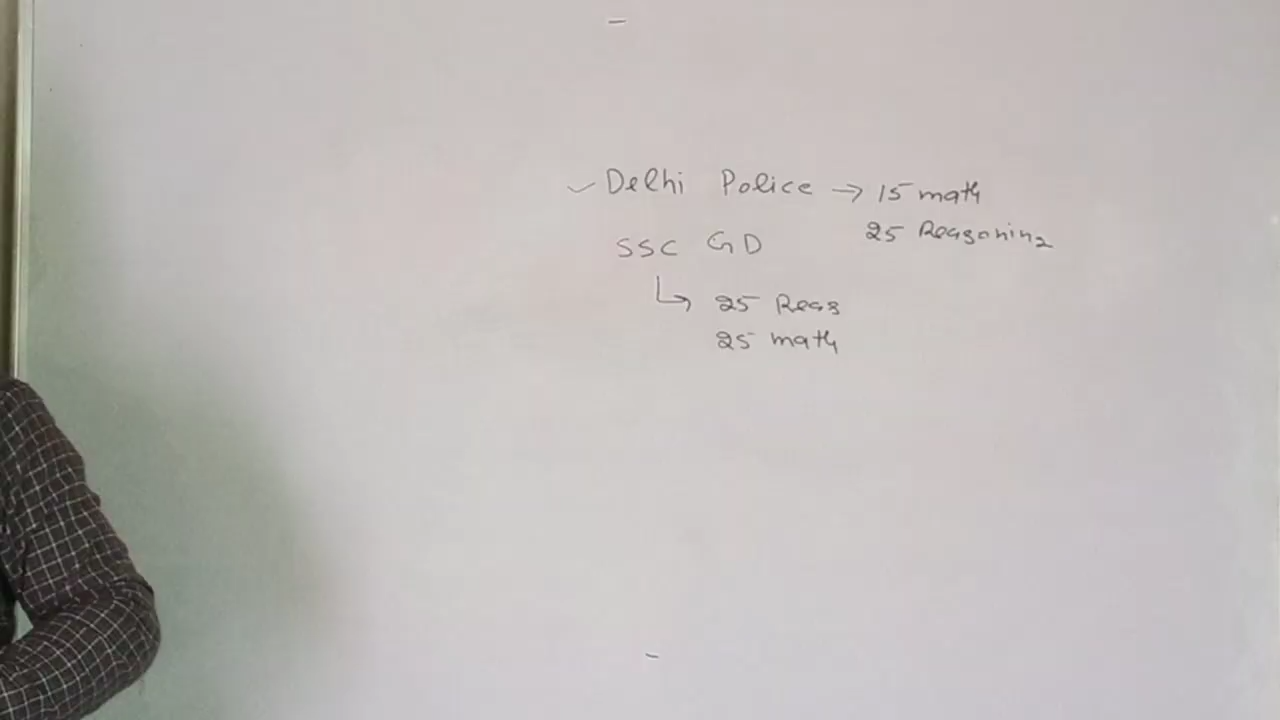 ✓ Delhi Police → 15 math
25 Reasoning
SSC GD
↳ 25 Reas
25 math